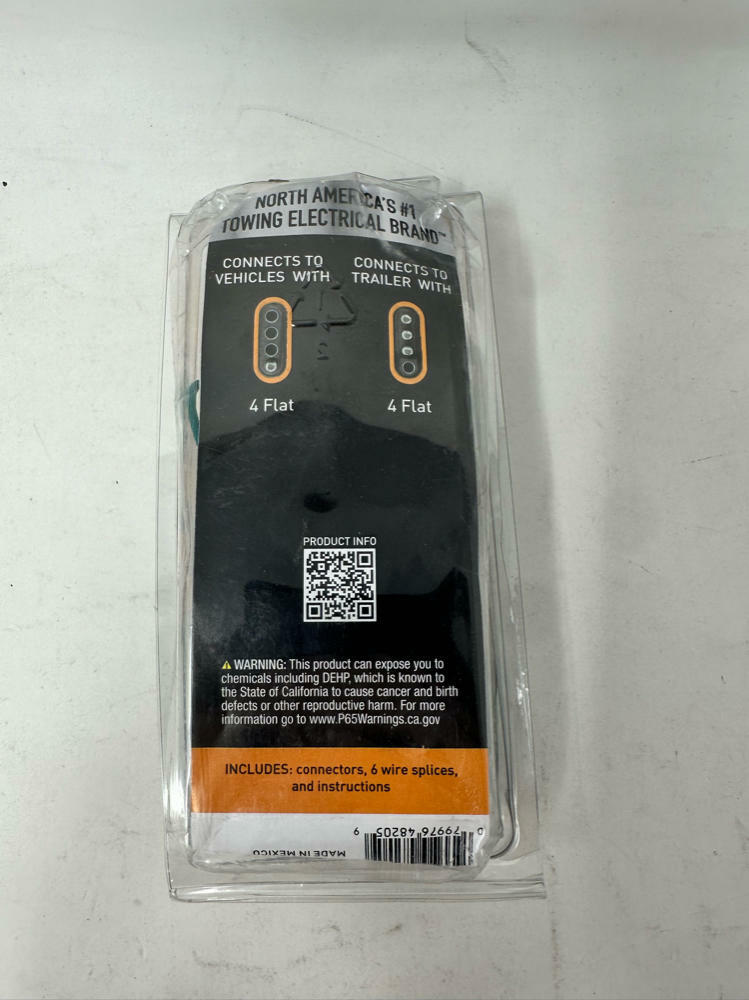 NORTH AMERICA'S #1
TOWING ELECTRICAL BRAND™
CONNECTS TO
VEHICLES WITH
CONNECTS TO
TRAILER WITH
2
4 Flat
4 Flat
PRODUCT INFO
⚠ WARNING: This product can expose you to
chemicals including DEHP, which is known to
the State of California to cause cancer and birth
defects or other reproductive harm. For more
information go to www.P65Warnings.ca.gov
INCLUDES: connectors, 6 wire splices,
and instructions
0 79976 48205 9
MADE IN MEXICO